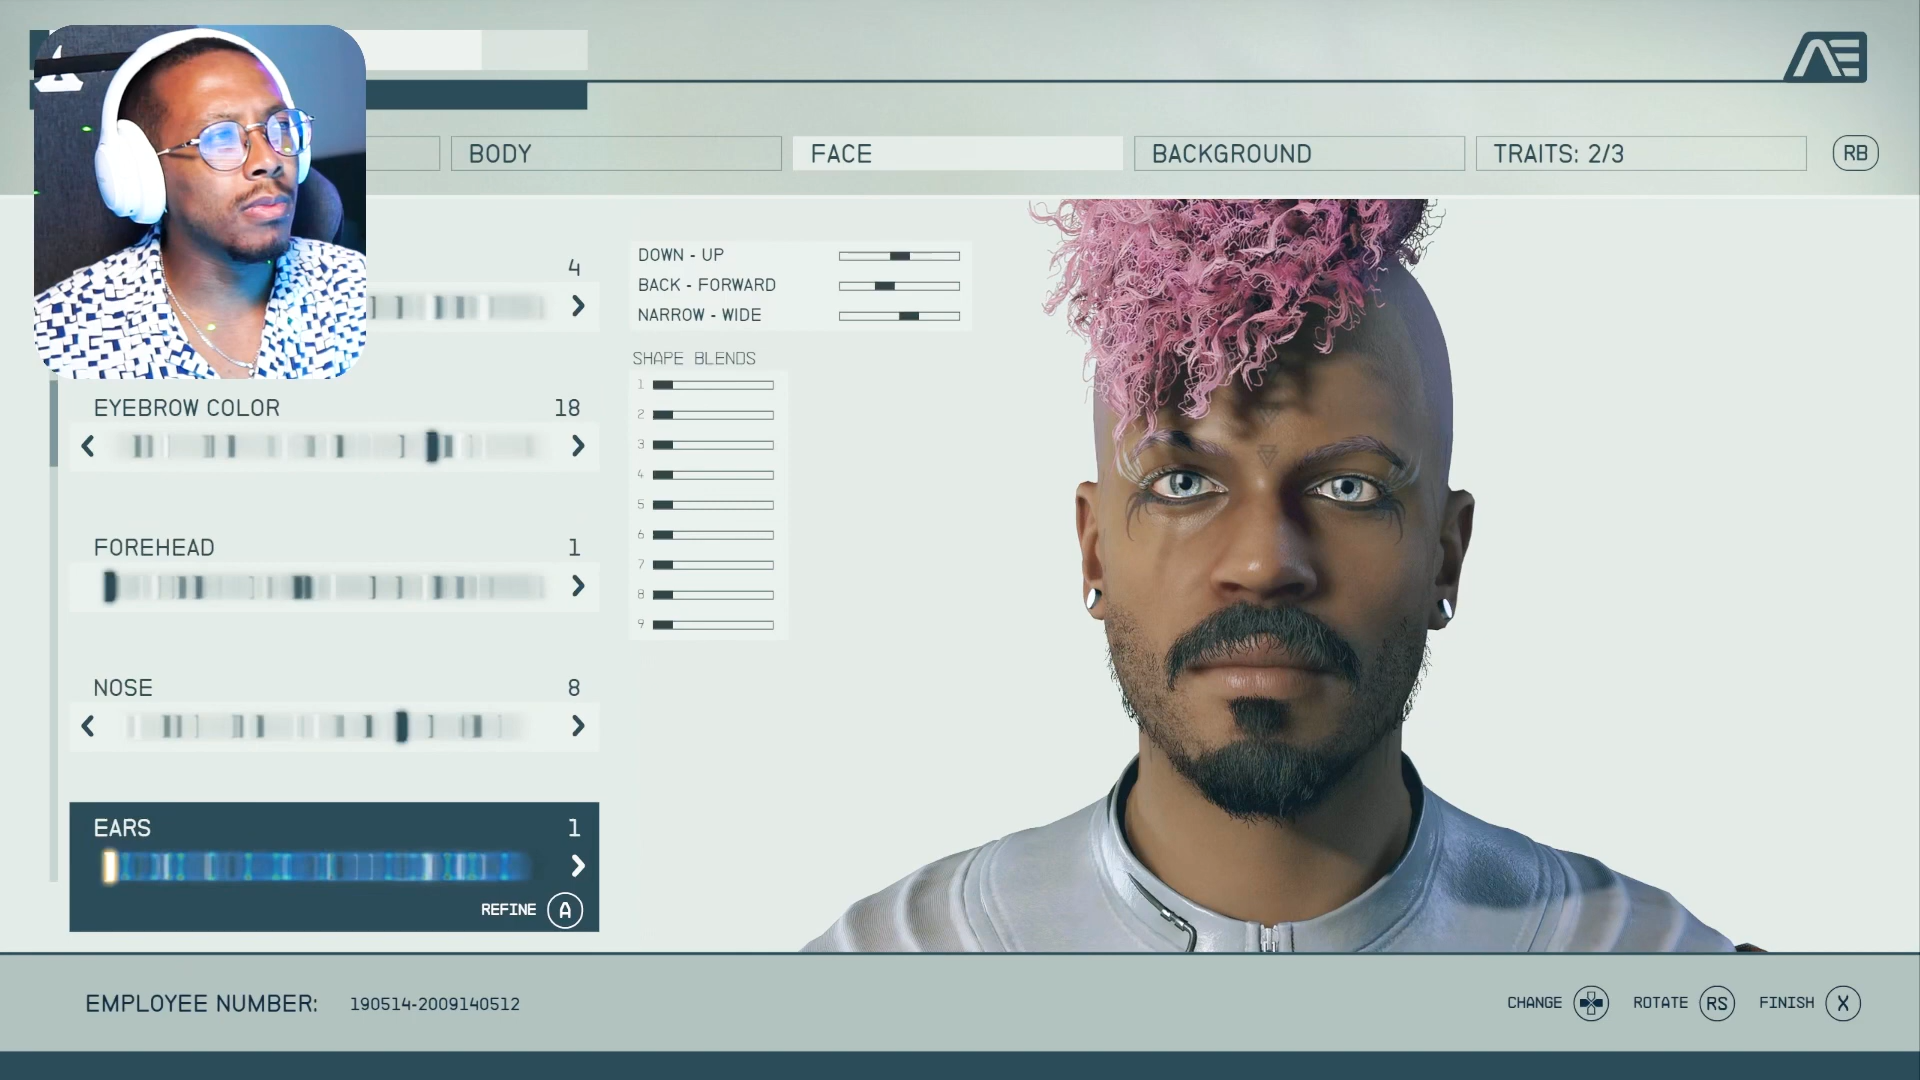 AE
BODY
FACE
BACKGROUND
TRAITS: 2/3
RB
4
DOWN - UP
BACK - FORWARD
NARROW - WIDE
SHAPE BLENDS
1
2
3
4
5
6
7
8
9
EYEBROW COLOR 18
FOREHEAD 1
NOSE 8
EARS 1
REFINE A
EMPLOYEE NUMBER: 190514-2009140512
CHANGE
ROTATE RS
FINISH X